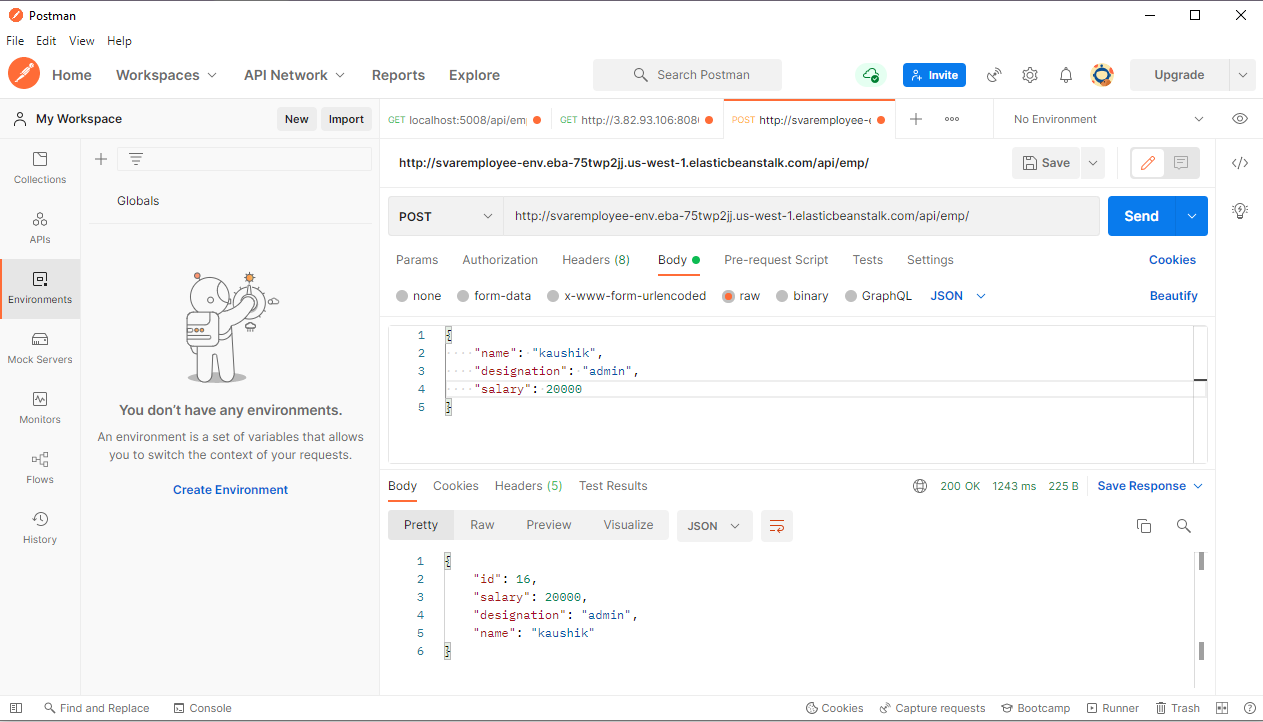 Postman
File Edit View Help
Home Workspaces API Network Reports Explore Search Postman Invite Upgrade
My Workspace New Import GET localhost:5008/api/em GET http://3.82.93.106:808 POST http://svaremployee- No Environment
http://svaremployee-env.eba-75twp2jj.us-west-1.elasticbeanstalk.com/api/emp/ Save
Collections
Globals
POST http://svaremployee-env.eba-75twp2jj.us-west-1.elasticbeanstalk.com/api/emp/ Send
APIs
Params Authorization Headers (8) Body Pre-request Script Tests Settings Cookies
Environments
none form-data x-www-form-urlencoded raw binary GraphQL JSON Beautify
Mock Servers
1 {
2 "name": "kaushik",
3 "designation": "admin",
4 "salary": 20000
5 }
You don't have any environments.
An environment is a set of variables that allows
you to switch the context of your requests.
Create Environment
Monitors
Flows
History
Body Cookies Headers (5) Test Results 200 OK 1243 ms 225 B Save Response
Pretty Raw Preview Visualize JSON
1 {
2 "id": 16,
3 "salary": 20000,
4 "designation": "admin",
5 "name": "kaushik"
6 }
Find and Replace Console Cookies Capture requests Bootcamp Runner Trash